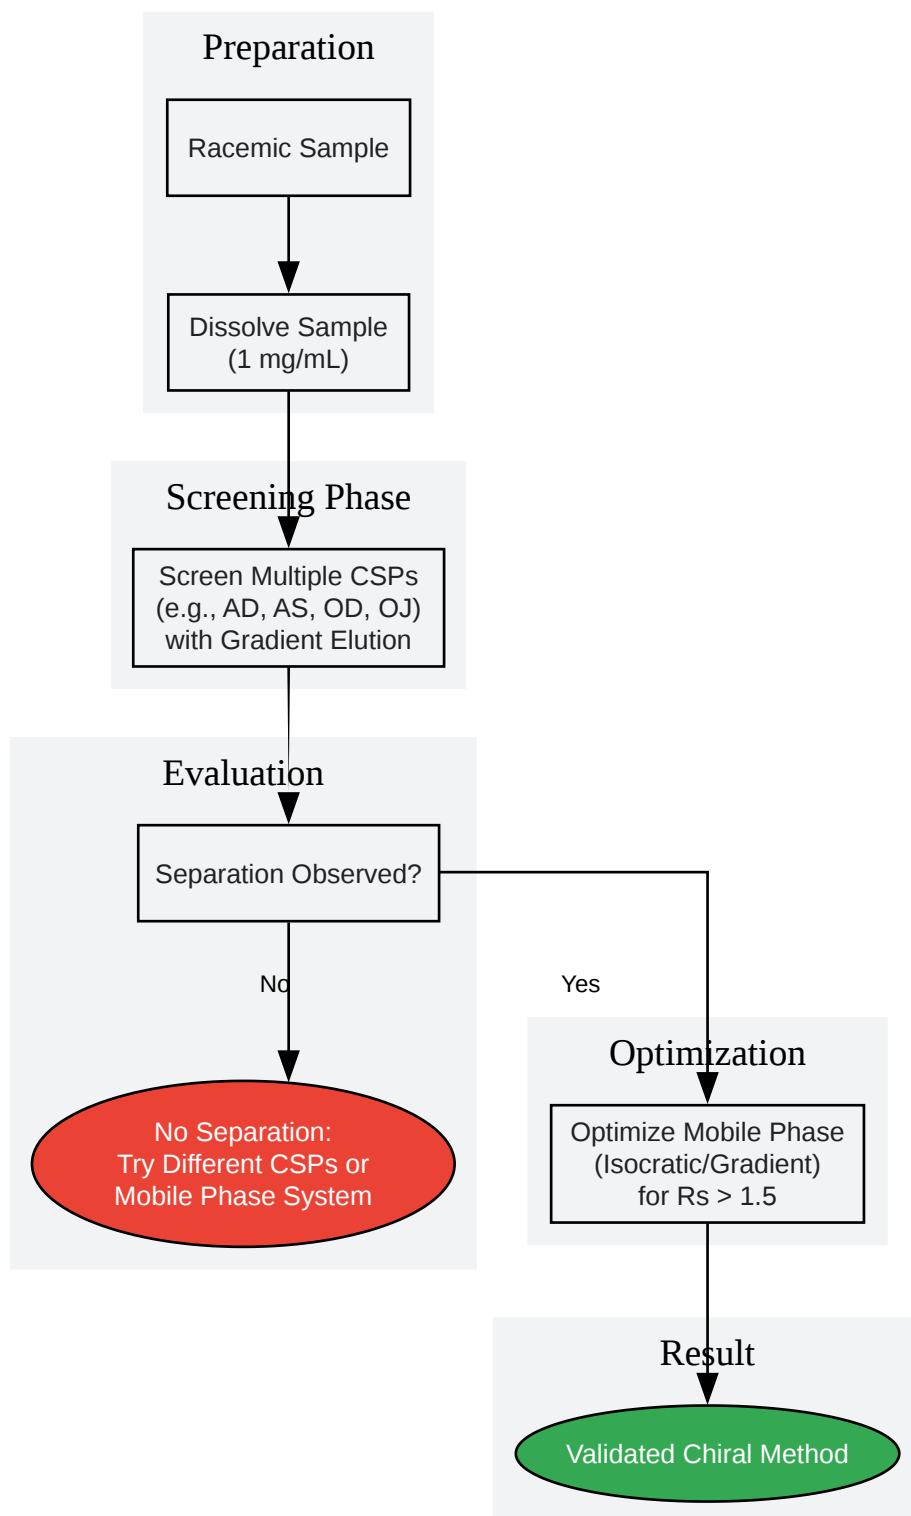 Preparation
Racemic Sample
Dissolve Sample
(1 mg/mL)
Screening Phase
Screen Multiple CSPs
(e.g., AD, AS, OD, OJ)
with Gradient Elution
Evaluation
Separation Observed?
No
Yes
Optimization
No Separation:
Try Different CSPs or
Mobile Phase System
Optimize Mobile Phase
(Isocratic/Gradient)
for Rs > 1.5
Result
Validated Chiral Method